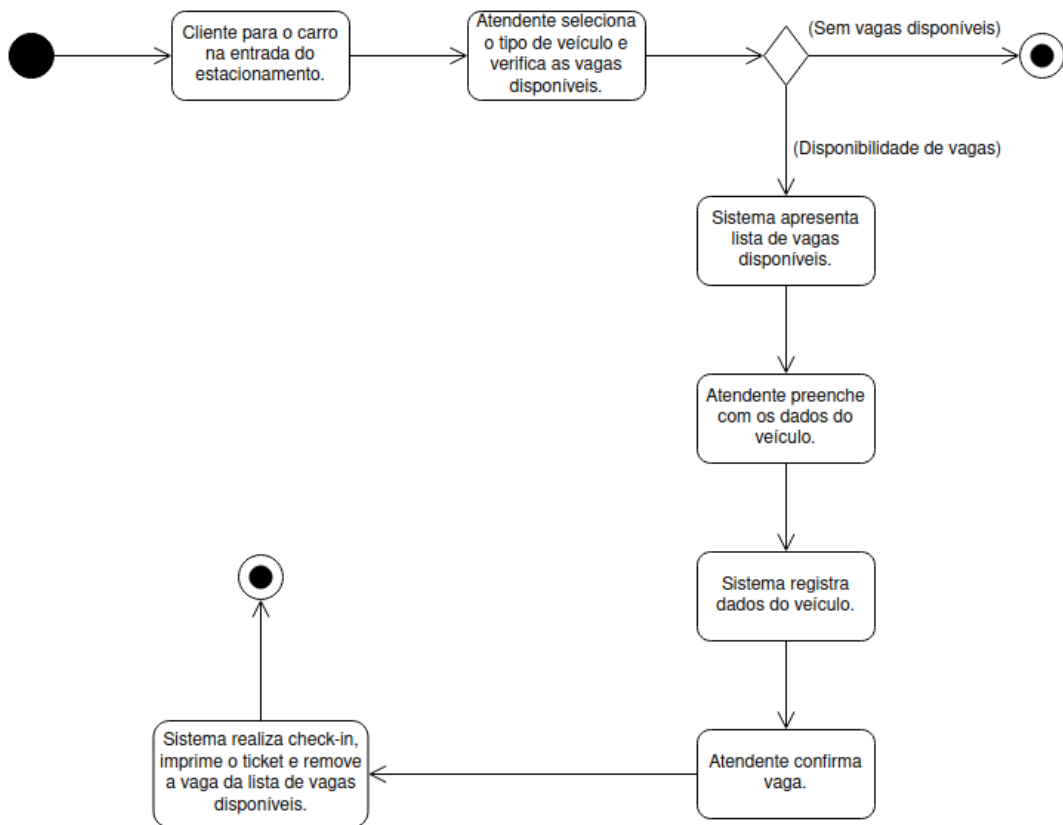 Cliente para o carro
na entrada do
estacionamento.
Atendente seleciona
o tipo de veículo e
verifica as vagas
disponíveis.
(Sem vagas disponíveis)
(Disponibilidade de vagas)
Sistema apresenta
lista de vagas
disponíveis.
Atendente preenche
com os dados do
veículo.
Sistema registra
dados do veículo.
Atendente confirma
vaga.
Sistema realiza check-in,
imprime o ticket e remove
a vaga da lista de vagas
disponíveis.